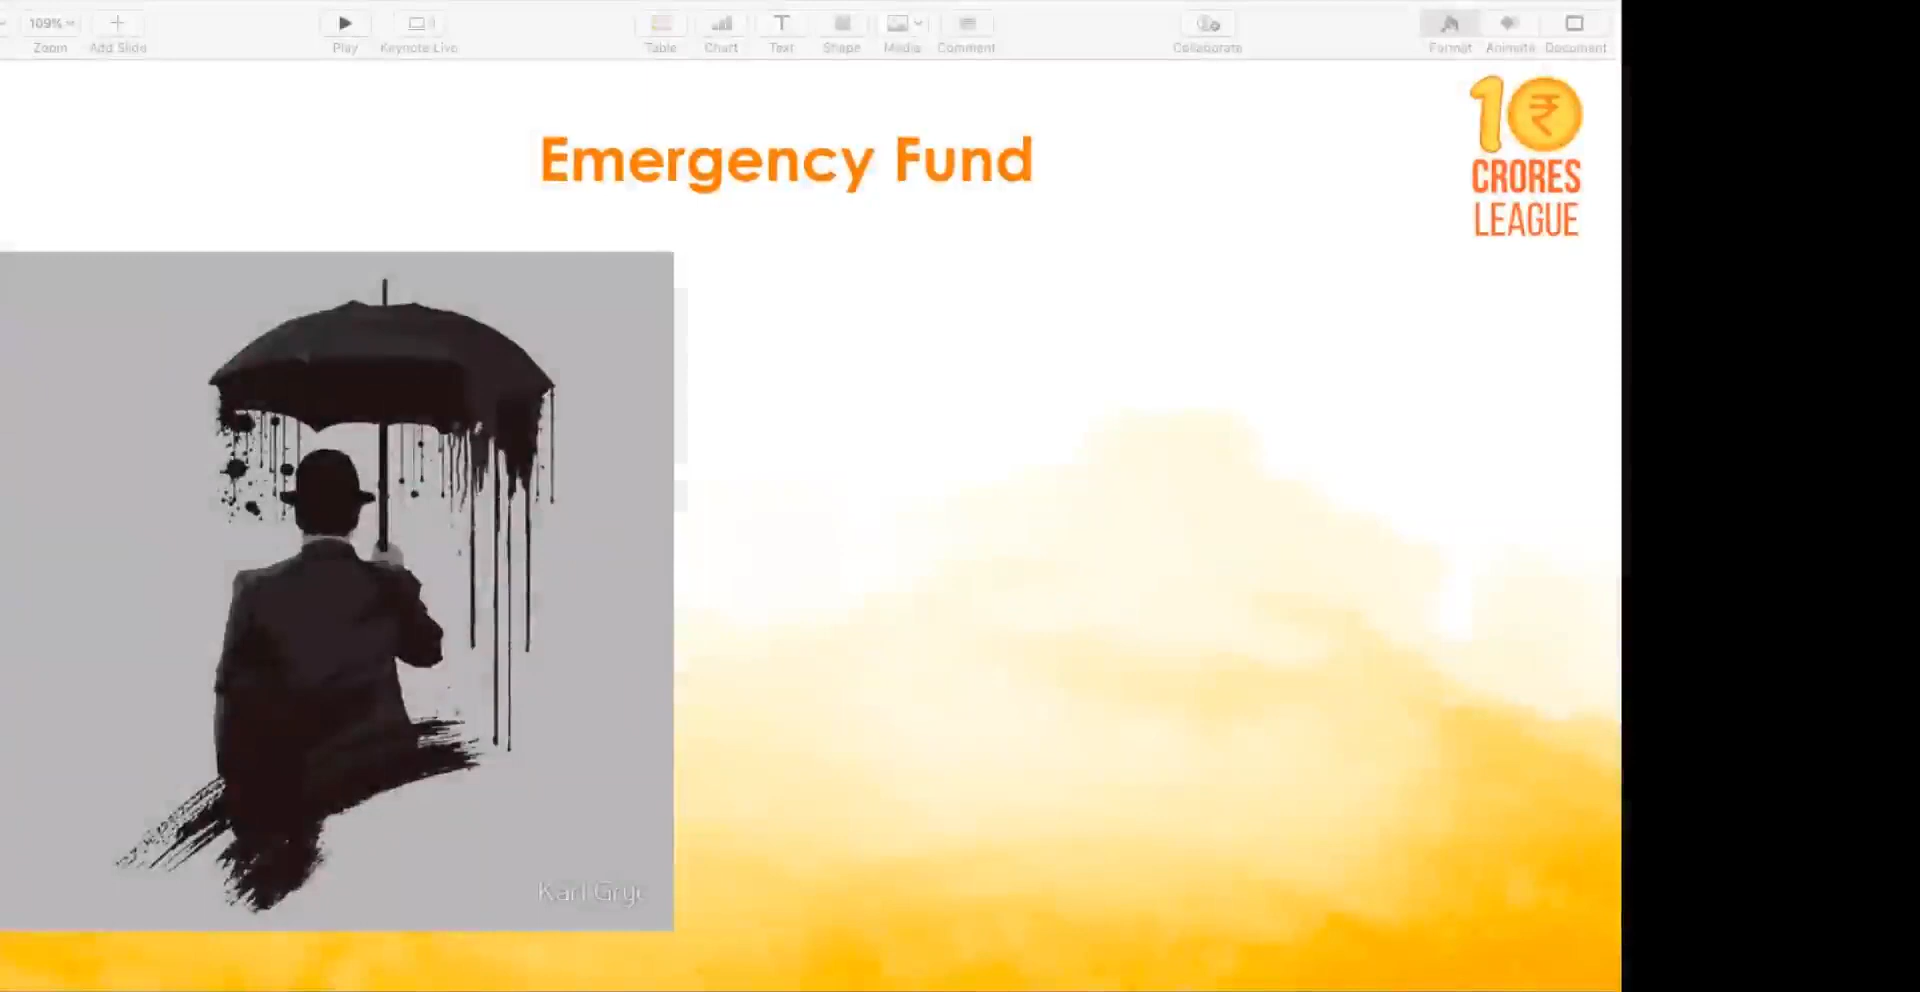 109%
Zoom
Add Slide
Play
Keynote Live
Table
Chart
Text
Shape
Media
Comment
Collaborate
Format
Animate
Document
Emergency Fund
10
CRORES
LEAGUE
Karl